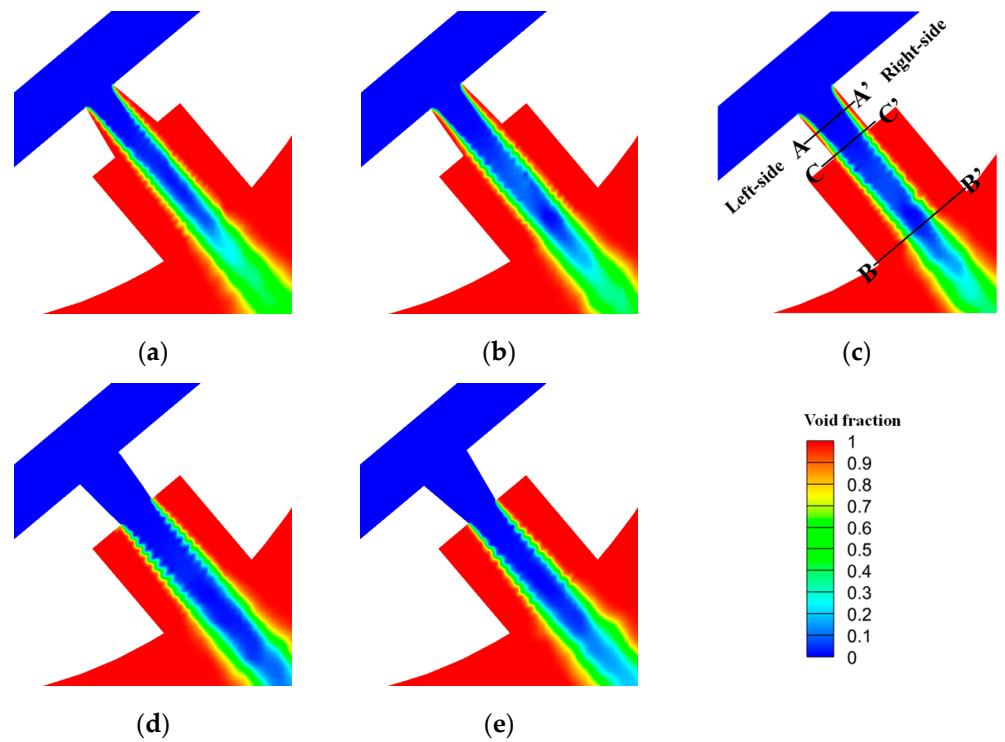 Right-side
A'
C'
A
C
Left-side
B'
B
(a)
(b)
(c)
Void fraction
1
0.9
0.8
0.7
0.6
0.5
0.4
0.3
0.2
0.1
0
(d)
(e)